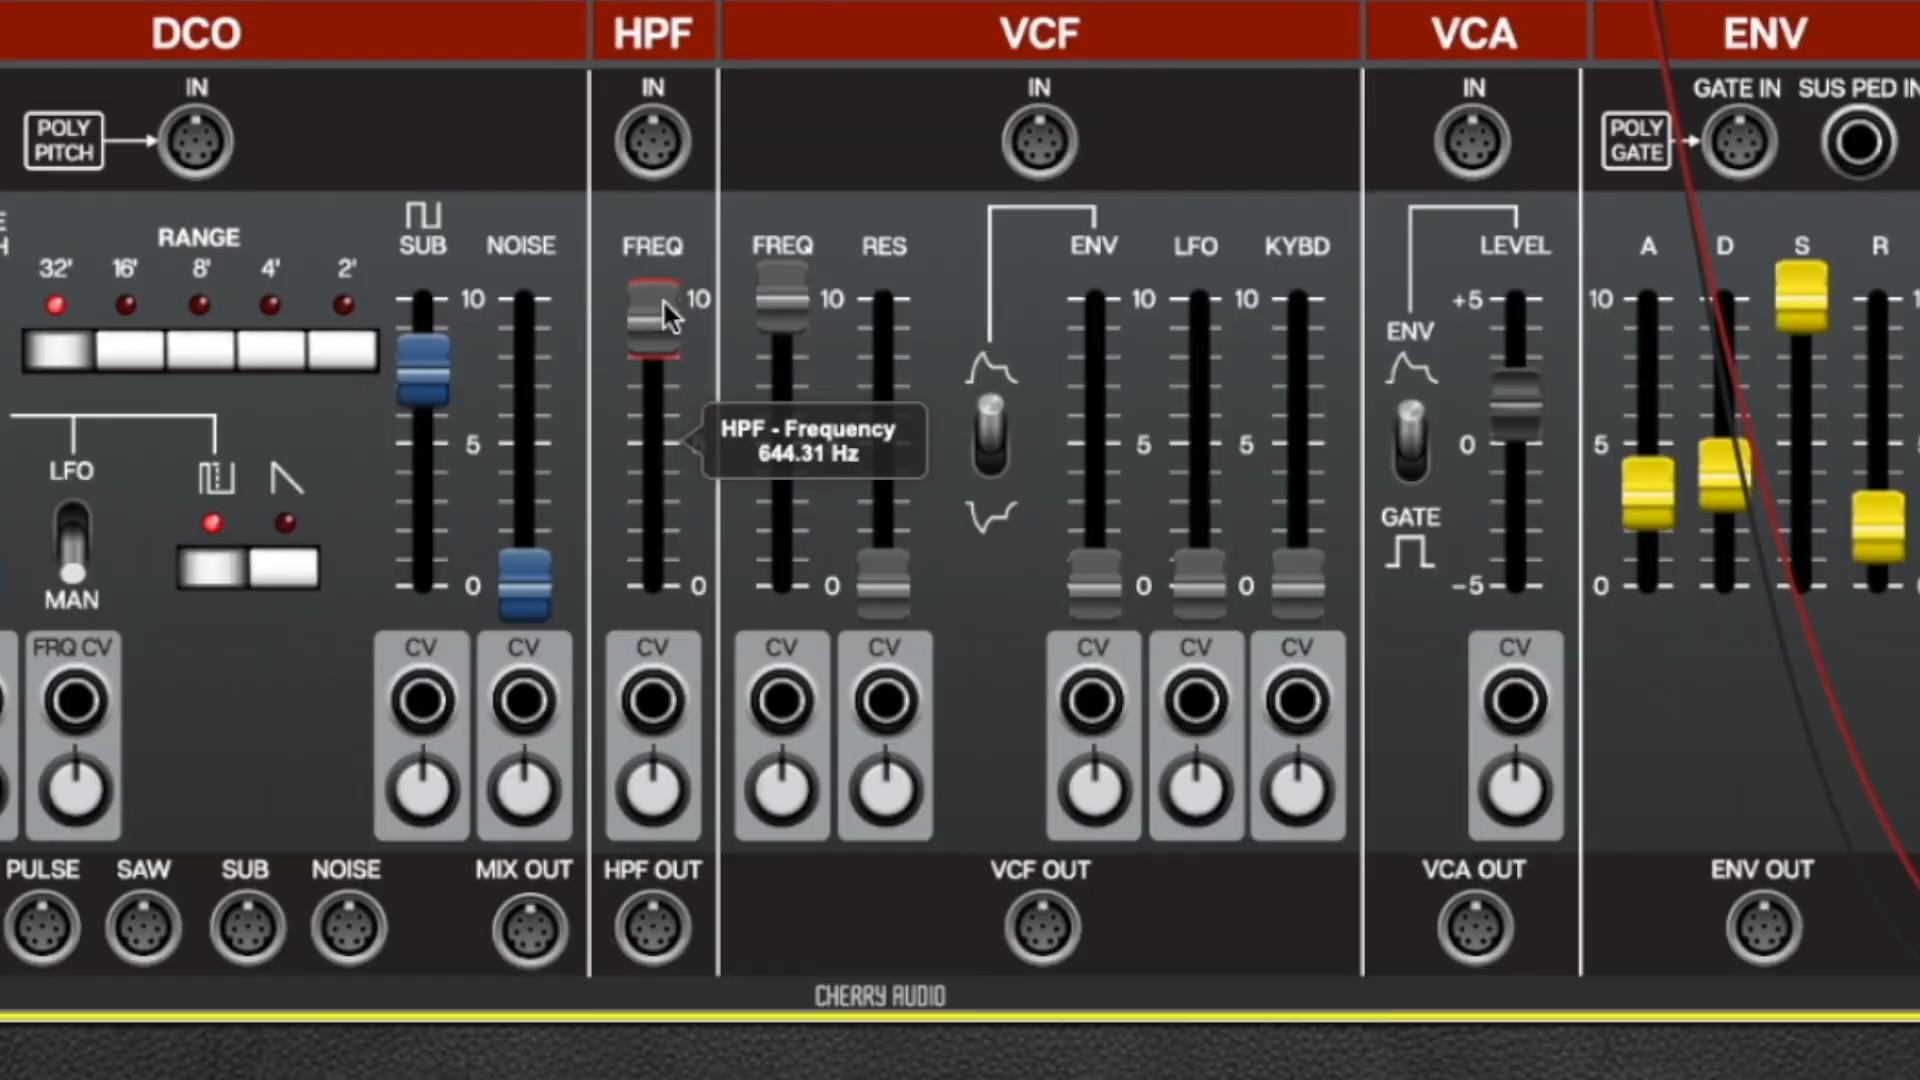 DCO
HPF
VCF
VCA
ENV
IN
IN
IN
IN
GATE IN
SUS PED IN
POLY
PITCH
POLY
GATE
RANGE
32' 16' 8' 4' 2'
SUB
NOISE
FREQ
FREQ
RES
ENV
LFO
KYBD
LEVEL
A
D
S
R
10
10
10
10
10
+5
10
ENV
HPF - Frequency
644.31 Hz
5
5
5
0
5
LFO
MAN
GATE
0
0
0
0
0
-5
0
FRQ CV
CV
CV
CV
CV
CV
CV
CV
CV
CV
PULSE
SAW
SUB
NOISE
MIX OUT
HPF OUT
VCF OUT
VCA OUT
ENV OUT
CHERRY AUDIO